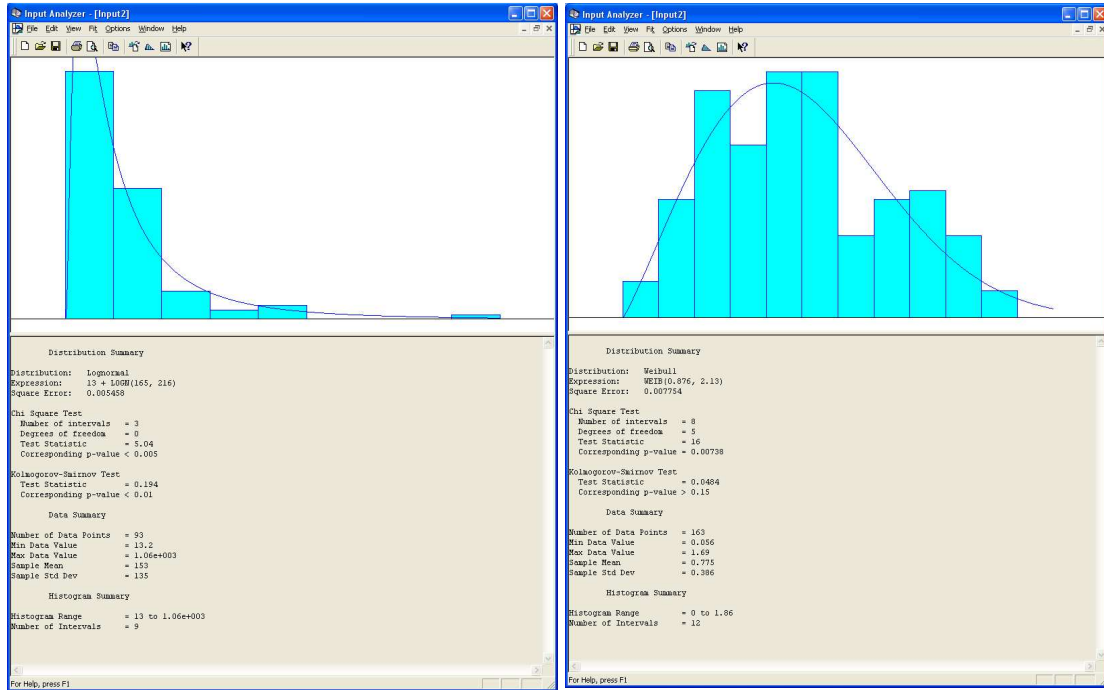 Input Analyzer - [Input2]
File Edit View Fit Options Window Help
Distribution Summary
Distribution: Lognormal
Expression: 13 + LOGN(165, 216)
Square Error: 0.005458
Chi Square Test
Number of intervals = 3
Degrees of freedom = 0
Test Statistic = 5.04
Corresponding p-value < 0.005
Kolmogorov-Smirnov Test
Test Statistic = 0.194
Corresponding p-value < 0.01
Data Summary
Number of Data Points = 93
Min Data Value = 13.2
Max Data Value = 1.06e+003
Sample Mean = 153
Sample Std Dev = 135
Histogram Summary
Histogram Range = 13 to 1.06e+003
Number of Intervals = 9
For Help, press F1
Input Analyzer - [Input2]
File Edit View Fit Options Window Help
Distribution Summary
Distribution: Weibull
Expression: WEIB(0.876, 2.13)
Square Error: 0.007754
Chi Square Test
Number of intervals = 8
Degrees of freedom = 5
Test Statistic = 16
Corresponding p-value = 0.00738
Kolmogorov-Smirnov Test
Test Statistic = 0.0484
Corresponding p-value > 0.15
Data Summary
Number of Data Points = 163
Min Data Value = 0.056
Max Data Value = 1.69
Sample Mean = 0.775
Sample Std Dev = 0.386
Histogram Summary
Histogram Range = 0 to 1.86
Number of Intervals = 12
For Help, press F1